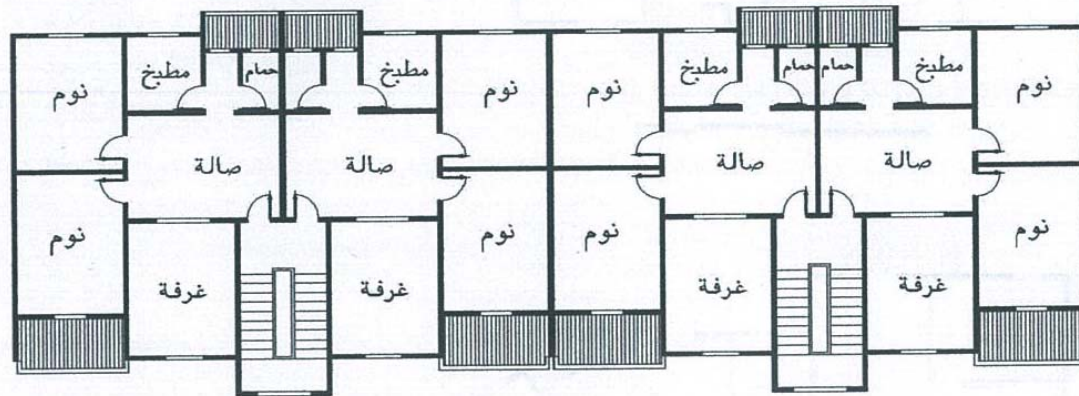 مطبخ
حمام
حمام
مطبخ
مطبخ
حمام
مطبخ
نوم
نوم
نوم
نوم
صالة
صالة
صالة
صالة
نوم
نوم
نوم
نوم
غرفة
غرفة
غرفة
غرفة